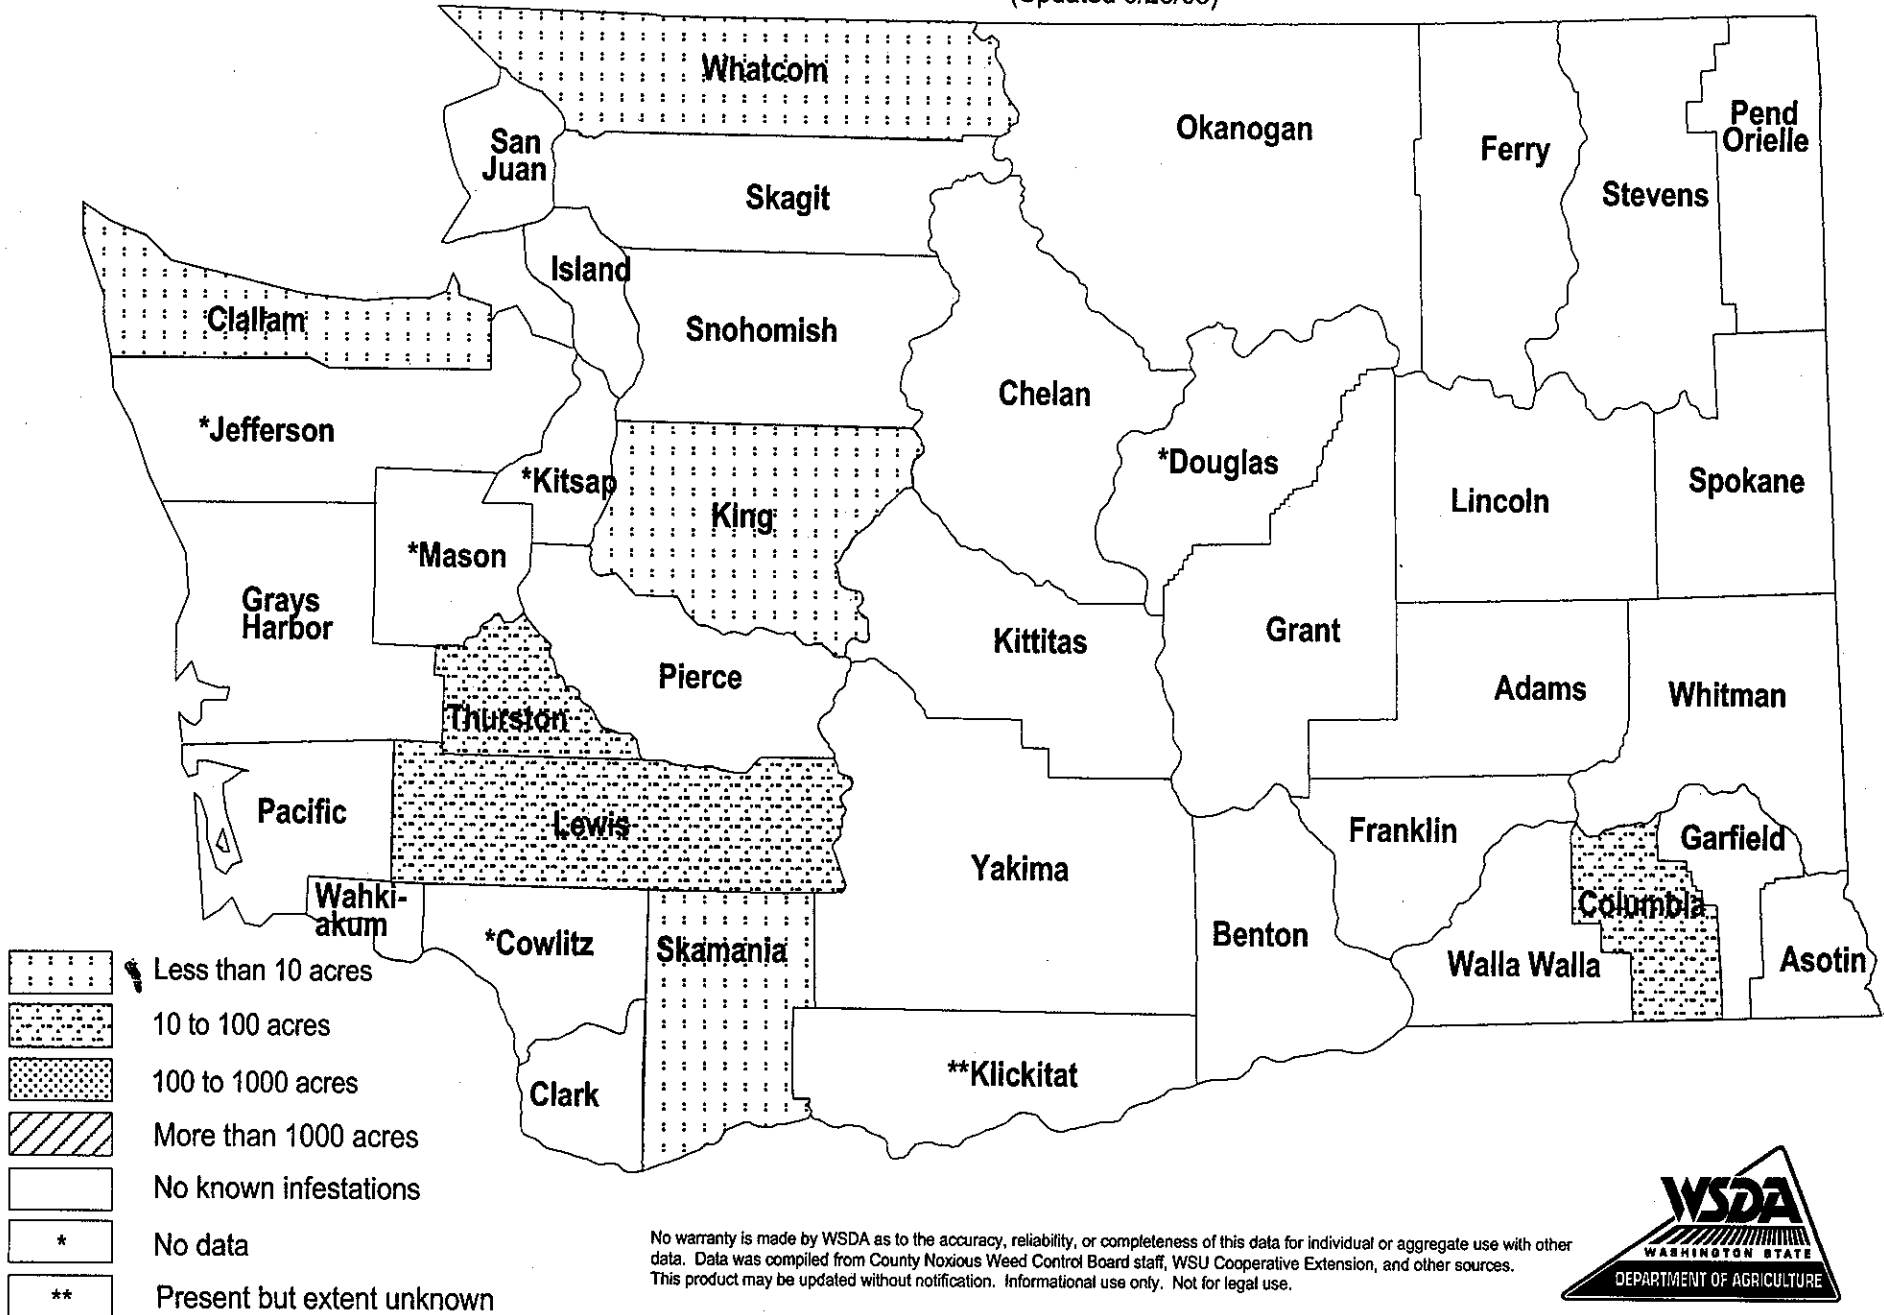 Whatcom
San
Juan
Skagit
Okanogan
Ferry
Stevens
Pend
Orielle
Island
Clallam
Snohomish
Chelan
*Jefferson
*Kitsap
King
*Douglas
Lincoln
Spokane
*Mason
Grays
Harbor
Kittitas
Grant
Pierce
Adams
Whitman
Thurston
Pacific
Lewis
Yakima
Franklin
Garfield
Wahki-
akum
Columbia
*Cowlitz
Skamania
Benton
Walla Walla
Asotin
Clark
**Klickitat
Less than 10 acres
10 to 100 acres
100 to 1000 acres
More than 1000 acres
No known infestations
* No data
** Present but extent unknown
No warranty is made by WSDA as to the accuracy, reliability, or completeness of this data for individual or aggregate use with other
data. Data was compiled from County Noxious Weed Control Board staff, WSU Cooperative Extension, and other sources.
This product may be updated without notification. Informational use only. Not for legal use.
WSDA
WASHINGTON STATE
DEPARTMENT OF AGRICULTURE